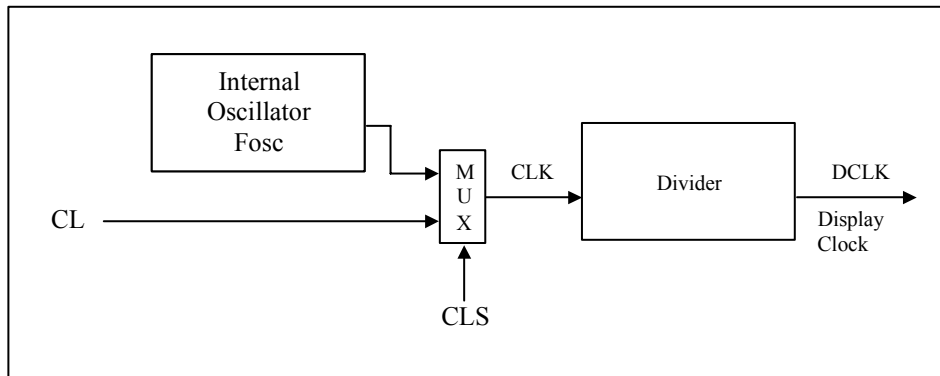 Internal
Oscillator
Fosc
M
U
X
CL
CLS
CLK
Divider
DCLK
Display
Clock